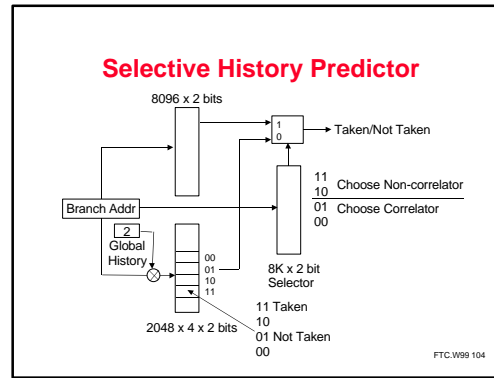 Selective History Predictor
8096 x 2 bits
1
0
Taken/Not Taken
11
10
Choose Non-correlator
01
Choose Correlator
00
Branch Addr
2
Global
History
00
01
10
11
8K x 2 bit
Selector
2048 x 4 x 2 bits
11 Taken
10
01 Not Taken
00
FTC.W99 104